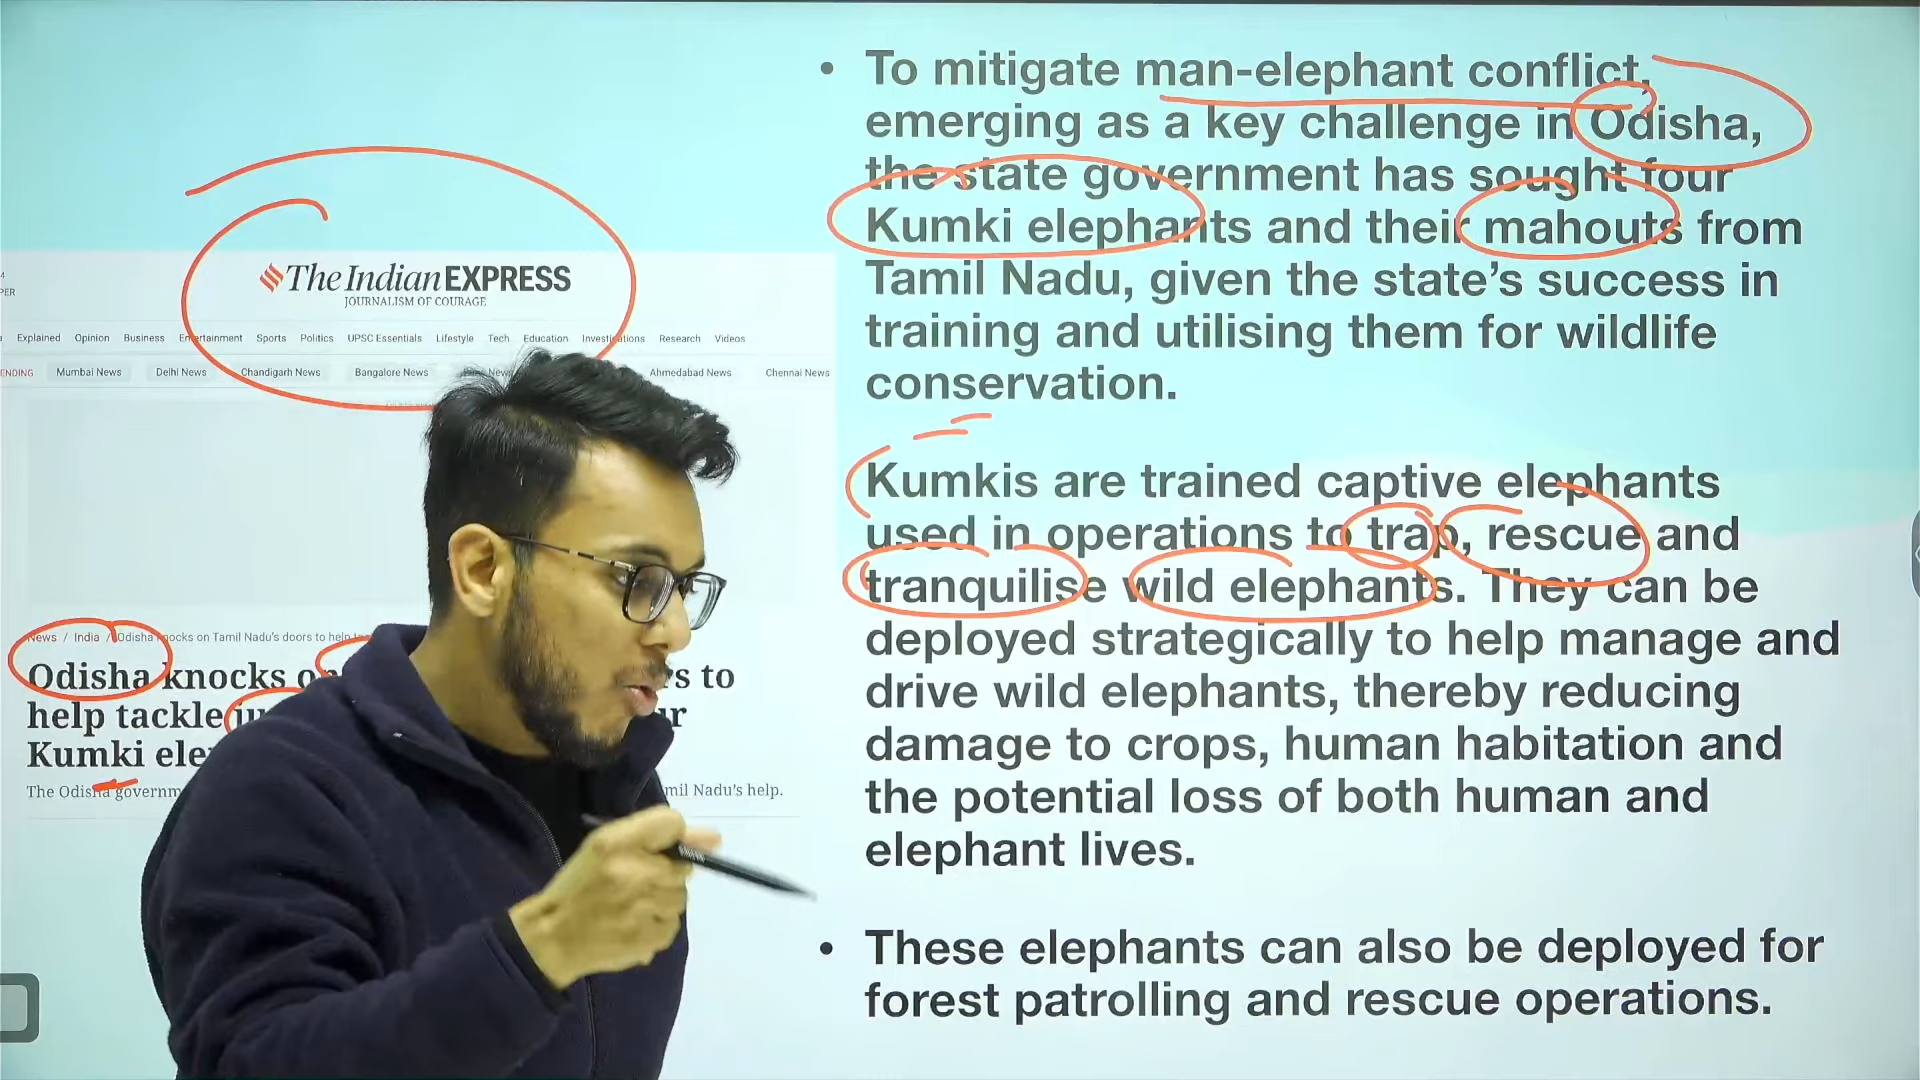 The Indian EXPRESS
JOURNALISM OF COURAGE
4
PER
Explained Opinion Business Entertainment Sports Politics UPSC Essentials Lifestyle Tech Education Investigations Research Videos
ENDING Mumbai News Delhi News Chandigarh News Bangalore News News Ahmedabad News Chennai News
News / India / Odisha knocks on Tamil Nadu's doors to help
Odisha knocks to
help tackle
Kumki
The Odisha Nadu's help.
• To mitigate man-elephant conflict,
emerging as a key challenge in Odisha,
the state government has sought four
Kumki elephants and their mahouts from
Tamil Nadu, given the state’s success in
training and utilising them for wildlife
conservation.
Kumkis are trained captive elephants
used in operations to trap, rescue and
tranquilise wild elephants. They can be
deployed strategically to help manage and
drive wild elephants, thereby reducing
damage to crops, human habitation and
the potential loss of both human and
elephant lives.
• These elephants can also be deployed for
forest patrolling and rescue operations.